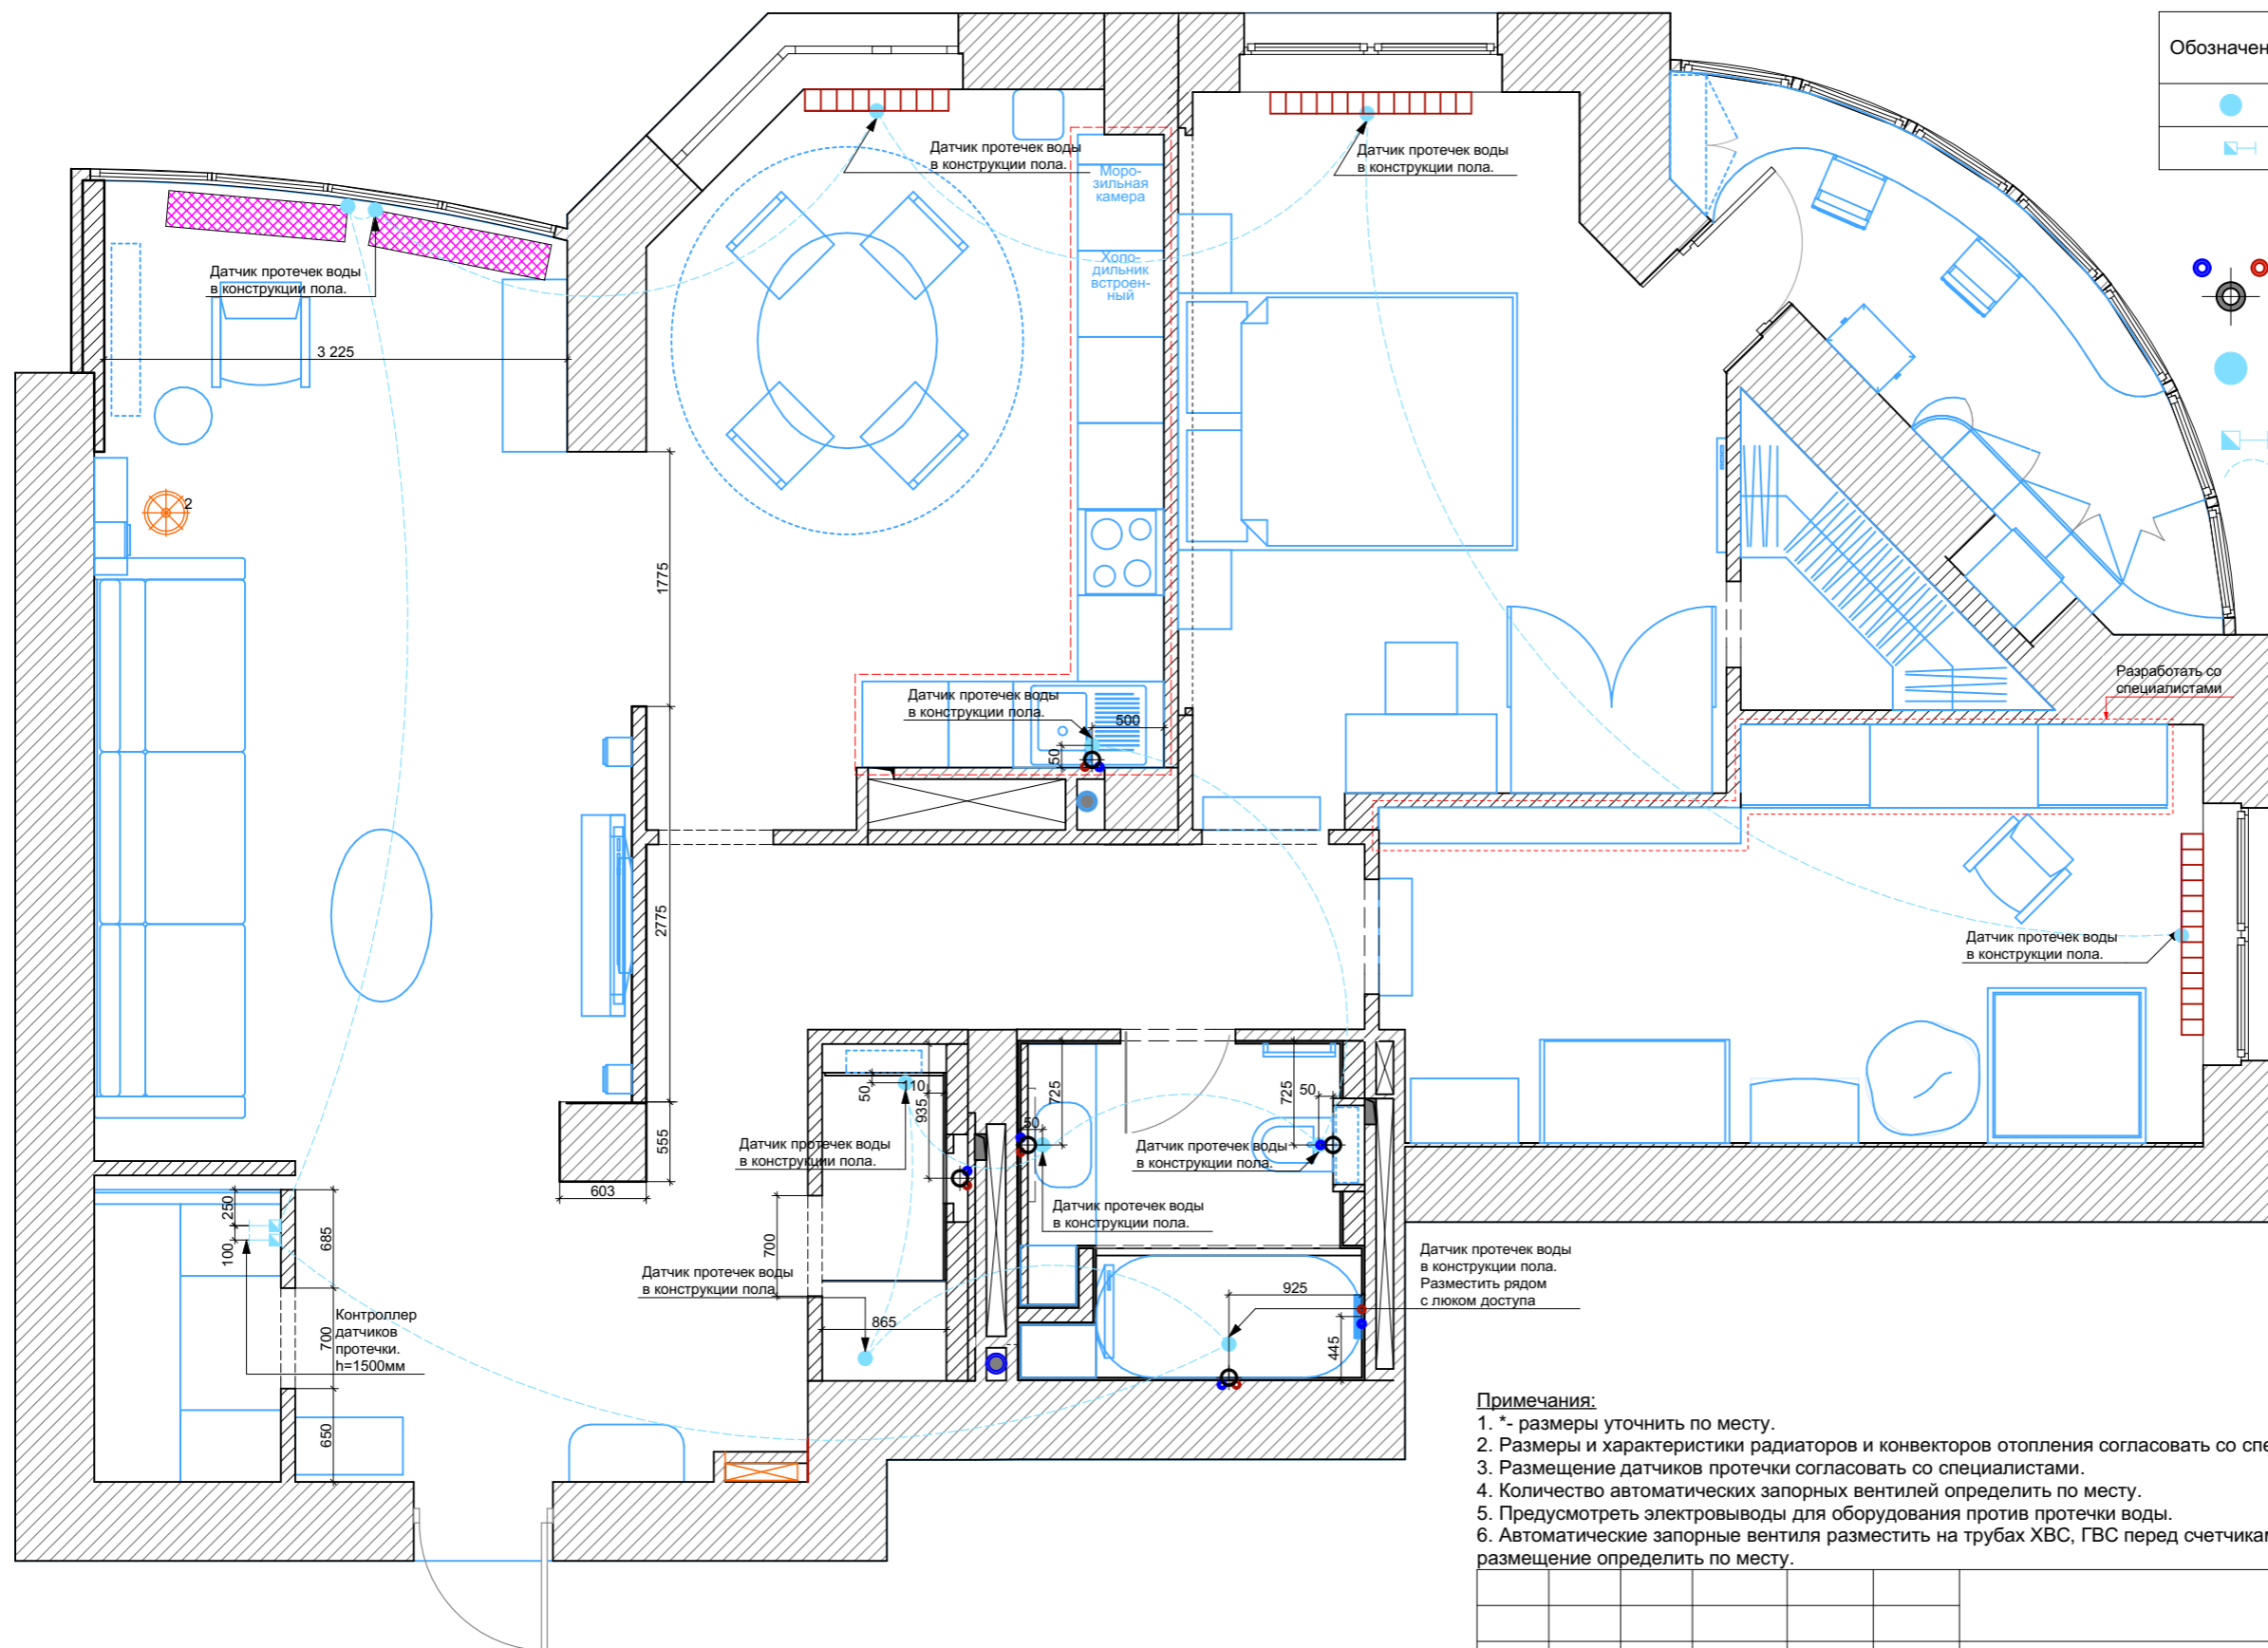 Обозначен
Датчик протечек воды
в конструкции пола.
Датчик протечек воды
в конструкции пола.
Моро-
зильная
камера
Холо-
дильник
встроен-
ный
Датчик протечек воды
в конструкции пола.
3 225
2
1775
Разработать со
специалистами
Датчик протечек воды
в конструкции пола.
500
50
2775
Датчик протечек воды
в конструкции пола.
50
110
935
725
725
50
50
Датчик протечек воды
в конструкции пола.
Датчик протечек воды
в конструкции пола.
555
603
Датчик протечек воды
в конструкции пола.
250
100
685
700
Датчик протечек воды
в конструкции пола.
Датчик протечек воды
в конструкции пола.
Разместить рядом
с люком доступа
925
445
865
Контроллер
датчиков
протечки.
h=1500мм
700
650
Примечания:
1. *- размеры уточнить по месту.
2. Размеры и характеристики радиаторов и конвекторов отопления согласовать со спе
3. Размещение датчиков протечки согласовать со специалистами.
4. Количество автоматических запорных вентилей определить по месту.
5. Предусмотреть электровыводы для оборудования против протечки воды.
6. Автоматические запорные вентиля разместить на трубах ХВС, ГВС перед счетчикам
размещение определить по месту.